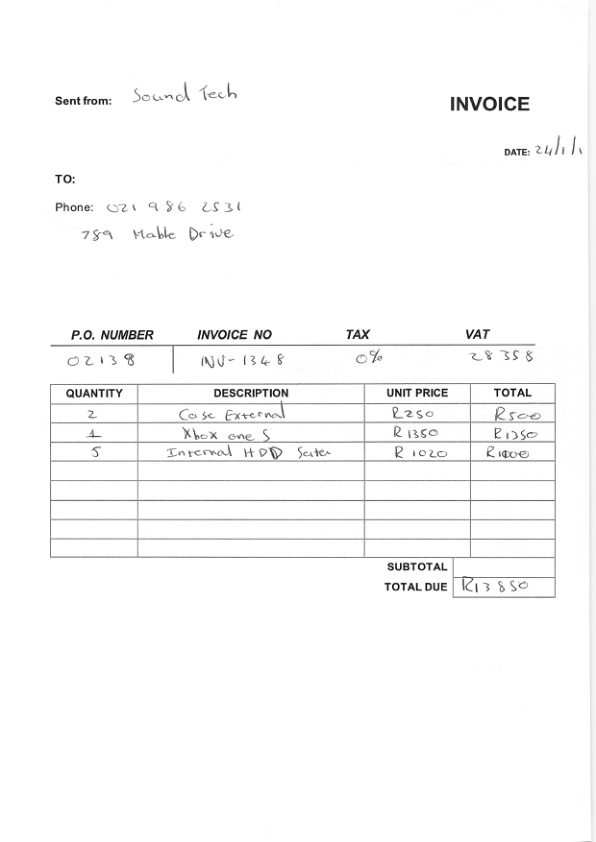 Sent from: Sound Tech
INVOICE
DATE: 24/1/1
TO:
Phone: 021 986 2531
789 Mable Drive
P.O. NUMBER INVOICE NO TAX VAT
02138 INV-1348 0% 28358
QUANTITY DESCRIPTION UNIT PRICE TOTAL
2 Case External R250 R500
1 Xbox one S R1350 R1350
5 Internal HDD R1020
SUBTOTAL
TOTAL DUE R13850